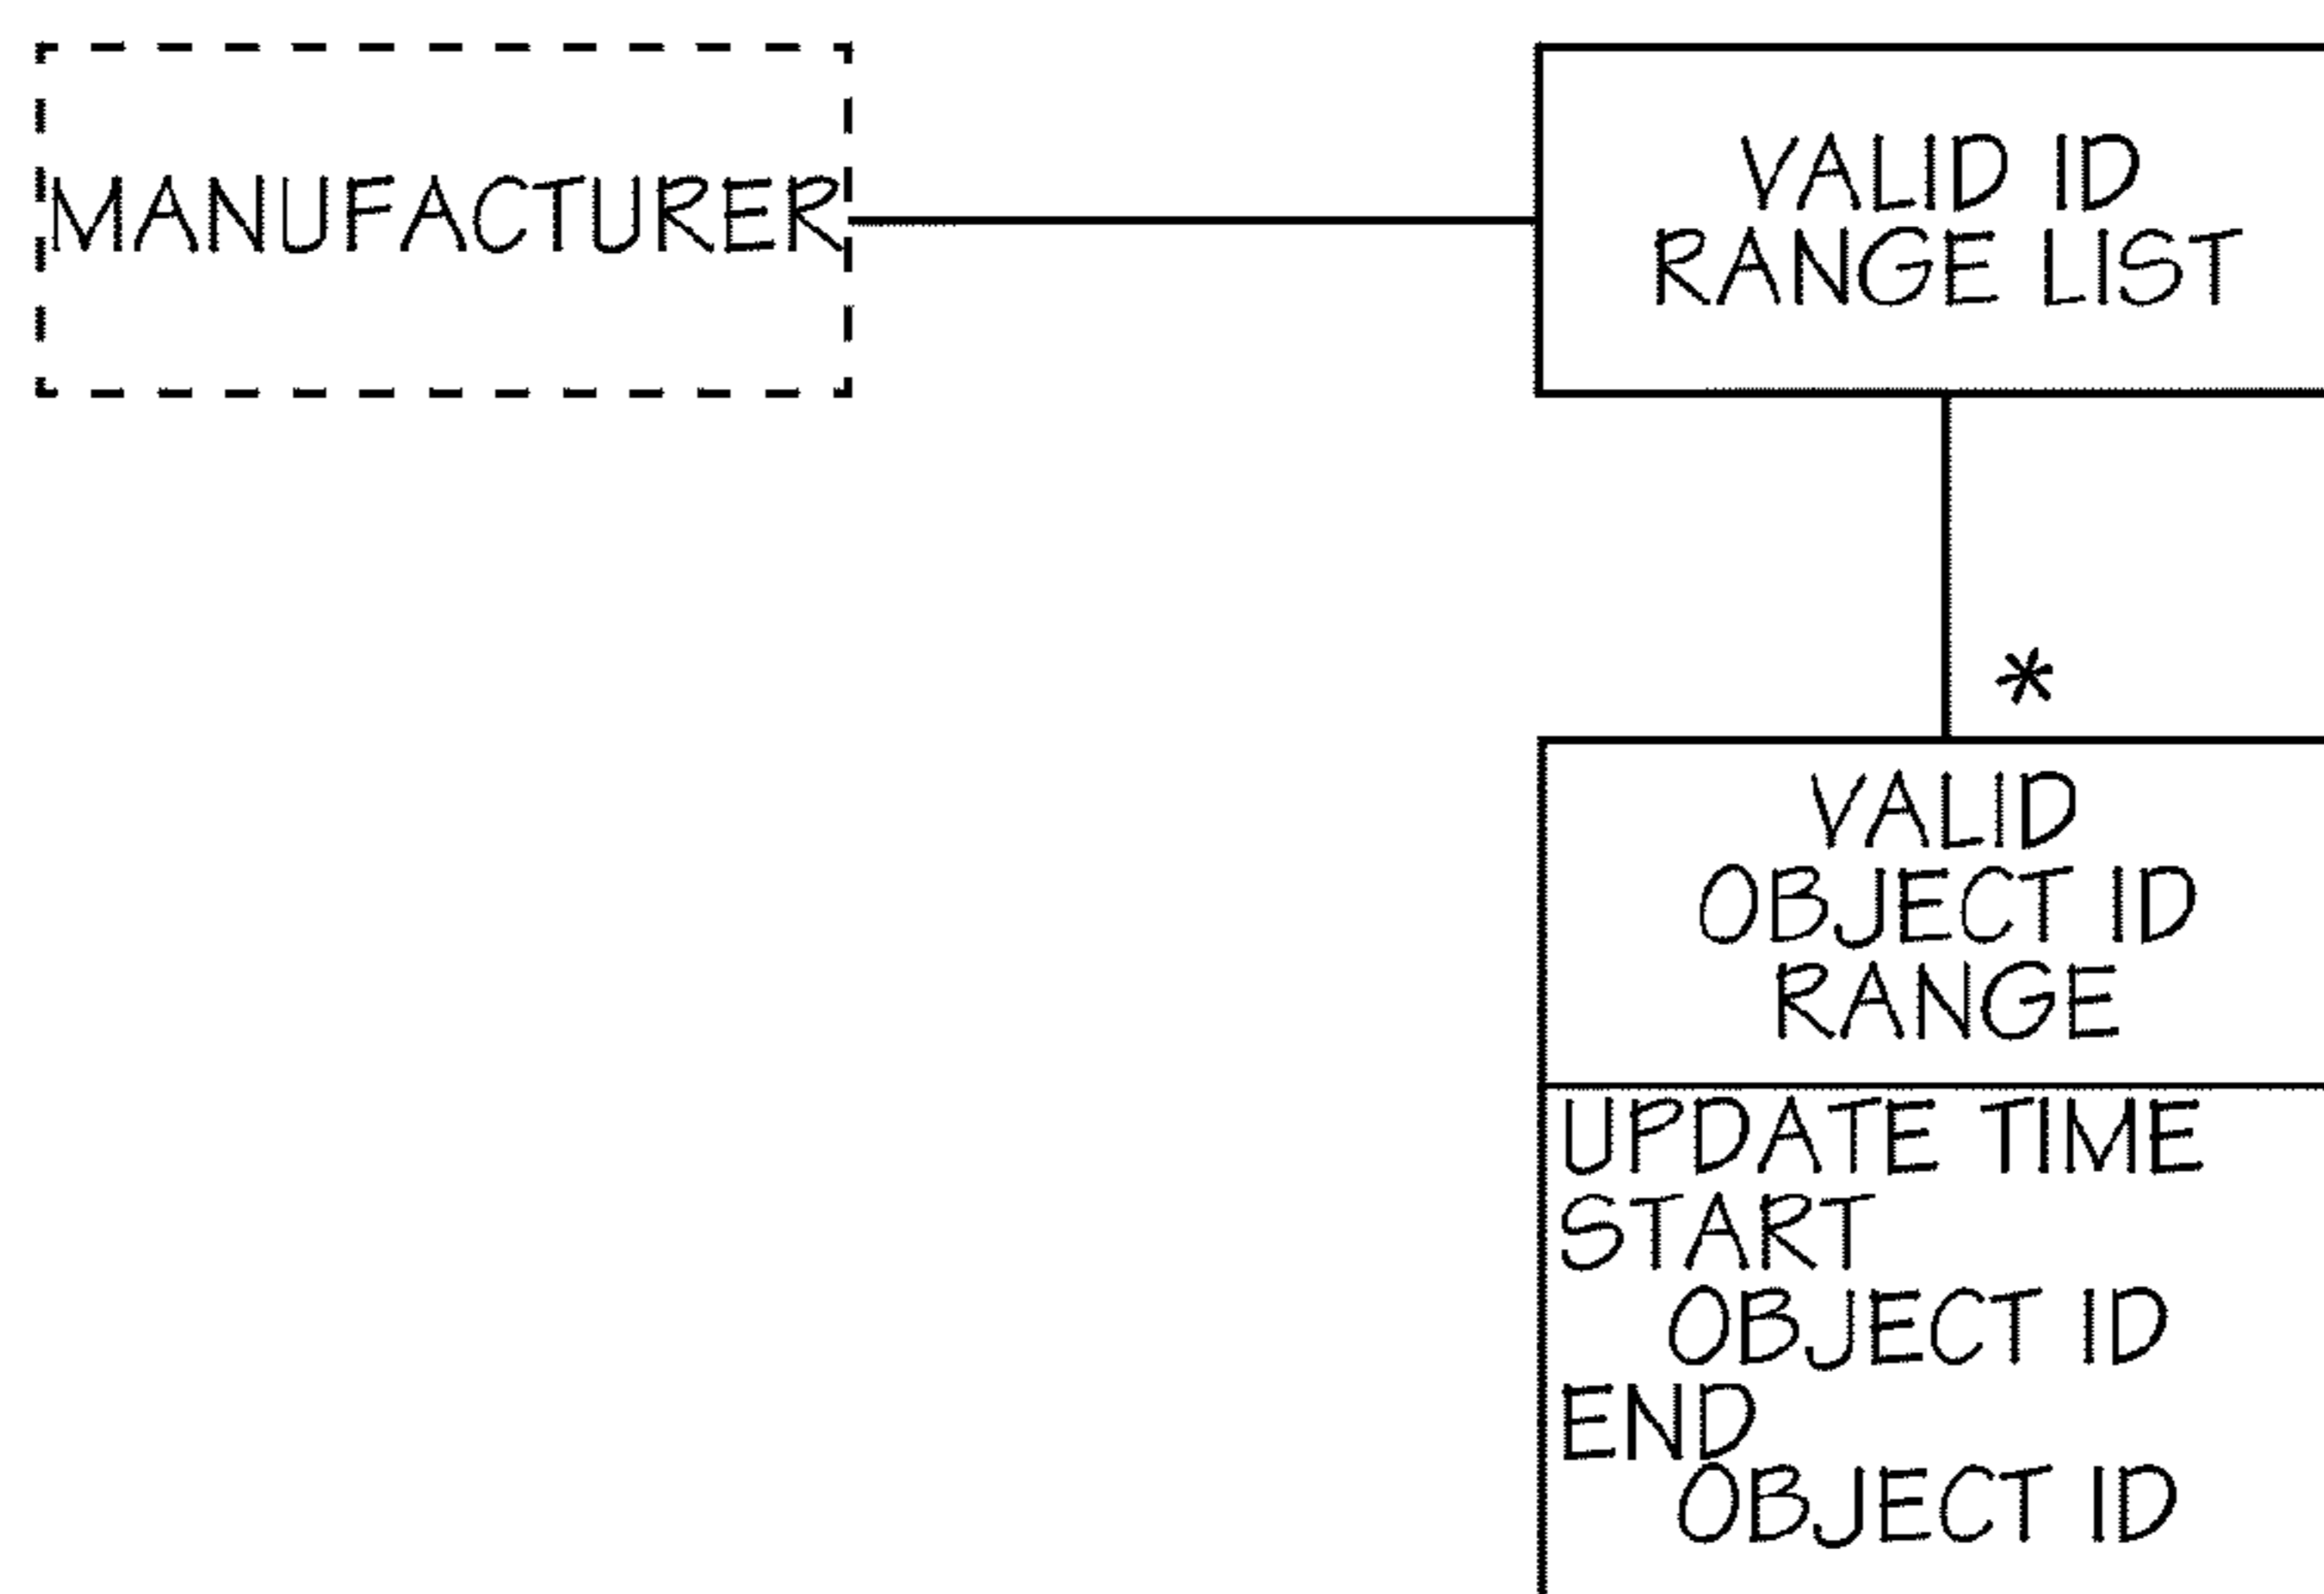 MANUFACTURER
VALID ID
RANGE LIST
*
VALID
OBJECT ID
RANGE
UPDATE TIME
START
OBJECT ID
END
OBJECT ID